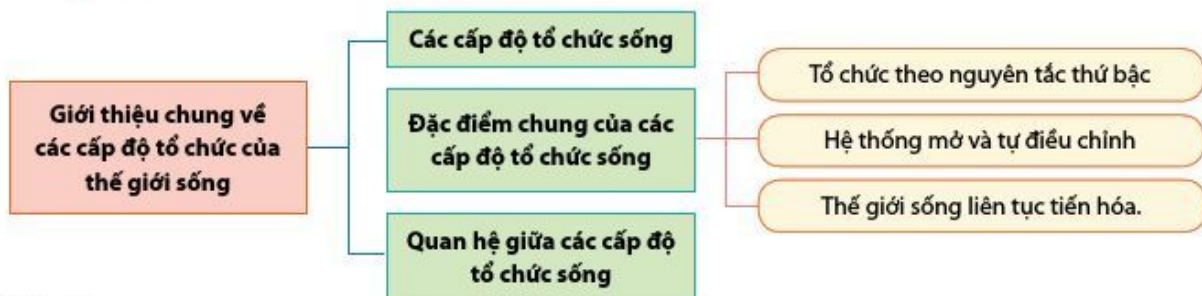 Giới thiệu chung về
các cấp độ tổ chức của
thế giới sống
Các cấp độ tổ chức sống
Đặc điểm chung của các
cấp độ tổ chức sống
Quan hệ giữa các cấp độ
tổ chức sống
Tổ chức theo nguyên tắc thứ bậc
Hệ thống mở và tự điều chỉnh
Thế giới sống liên tục tiến hóa.